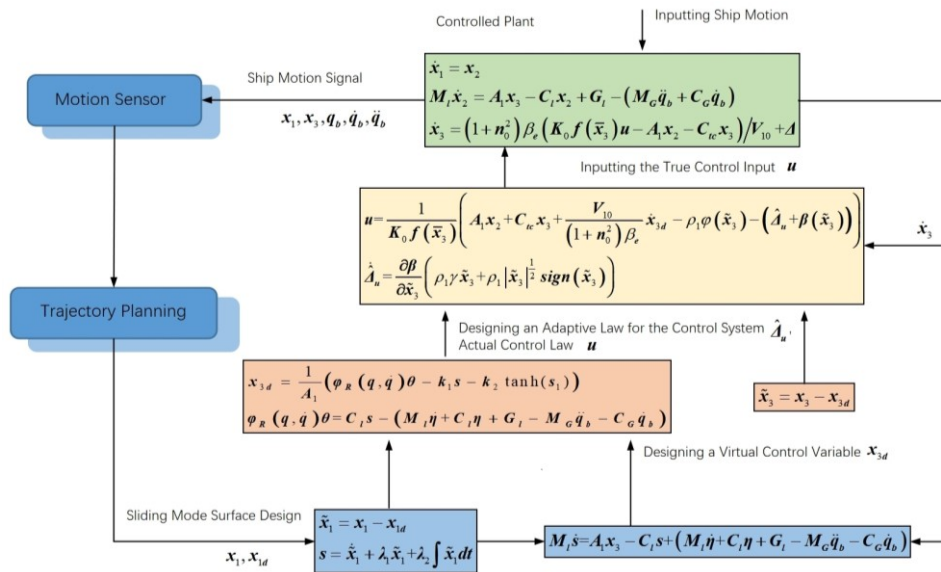 Controlled Plant
Inputting Ship Motion
Ship Motion Signal
Motion Sensor
x₁, x₃, q_b, q̇_b, q̈_b
ẋ₁ = x₂
M_l ẋ₂ = A₁x₃ − C_l x₂ + G_l − (M_G q̈_b + C_G q̇_b)
ẋ₃ = (1 + n₀²) β_e (K₀ f(x̄₃) u − A₁x₂ − C_tc x₃)/V₁₀ + Δ
Inputting the True Control Input u
u = 1/(K₀ f(x̄₃)) (A₁x₂ + C_tc x₃ + V₁₀/((1 + n₀²) β_e) ẋ₃d − ρ₁φ(x̃₃) − (Δ̂_u + β(x̃₃)))
Δ̂̇_u = ∂β/∂x̃₃ (ρ₁γx̃₃ + ρ₁|x̃₃|^(1/2) sign(x̃₃))
ẋ₃
Trajectory Planning
Designing an Adaptive Law for the Control System Δ̂_u,
Actual Control Law u
x₃d = 1/A₁ (φ_R (q, q̇)θ − k₁s − k₂ tanh(s₁))
φ_R (q, q̇)θ = C_l s − (M_l η̇ + C_l η + G_l − M_G q̈_b − C_G q̇_b)
x̃₃ = x₃ − x₃d
Designing a Virtual Control Variable x₃d
Sliding Mode Surface Design
x₁, x₁d
x̃₁ = x₁ − x₁d
s = x̃̇₁ + λ₁x̃₁ + λ₂∫x̃₁dt
M_l ṡ = A₁x₃ − C_l s + (M_l η̇ + C_l η + G_l − M_G q̈_b − C_G q̇_b)